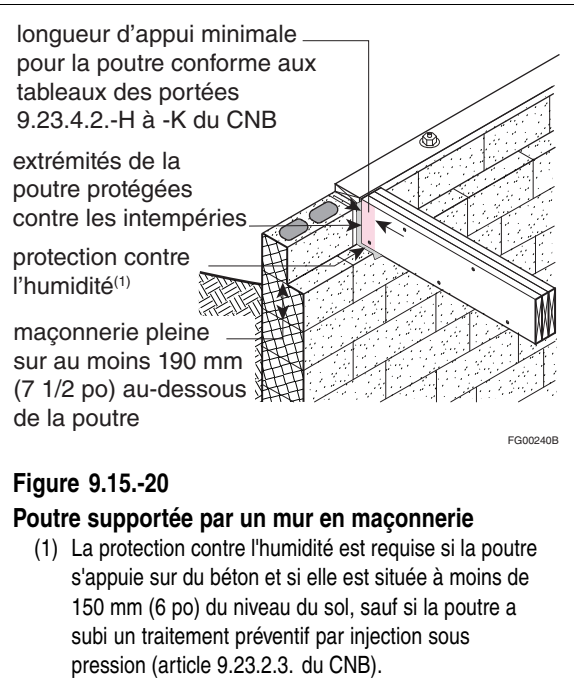 longueur d'appui minimale
pour la poutre conforme aux
tableaux des portées
9.23.4.2.-H à -K du CNB
extrémités de la
poutre protégées
contre les intempéries
protection contre
l'humidité(1)
maçonnerie pleine
sur au moins 190 mm
(7 1/2 po) au-dessous
de la poutre
FG00240B
Figure 9.15.-20
Poutre supportée par un mur en maçonnerie
(1) La protection contre l'humidité est requise si la poutre
s'appuie sur du béton et si elle est située à moins de
150 mm (6 po) du niveau du sol, sauf si la poutre a
subi un traitement préventif par injection sous
pression (article 9.23.2.3. du CNB).